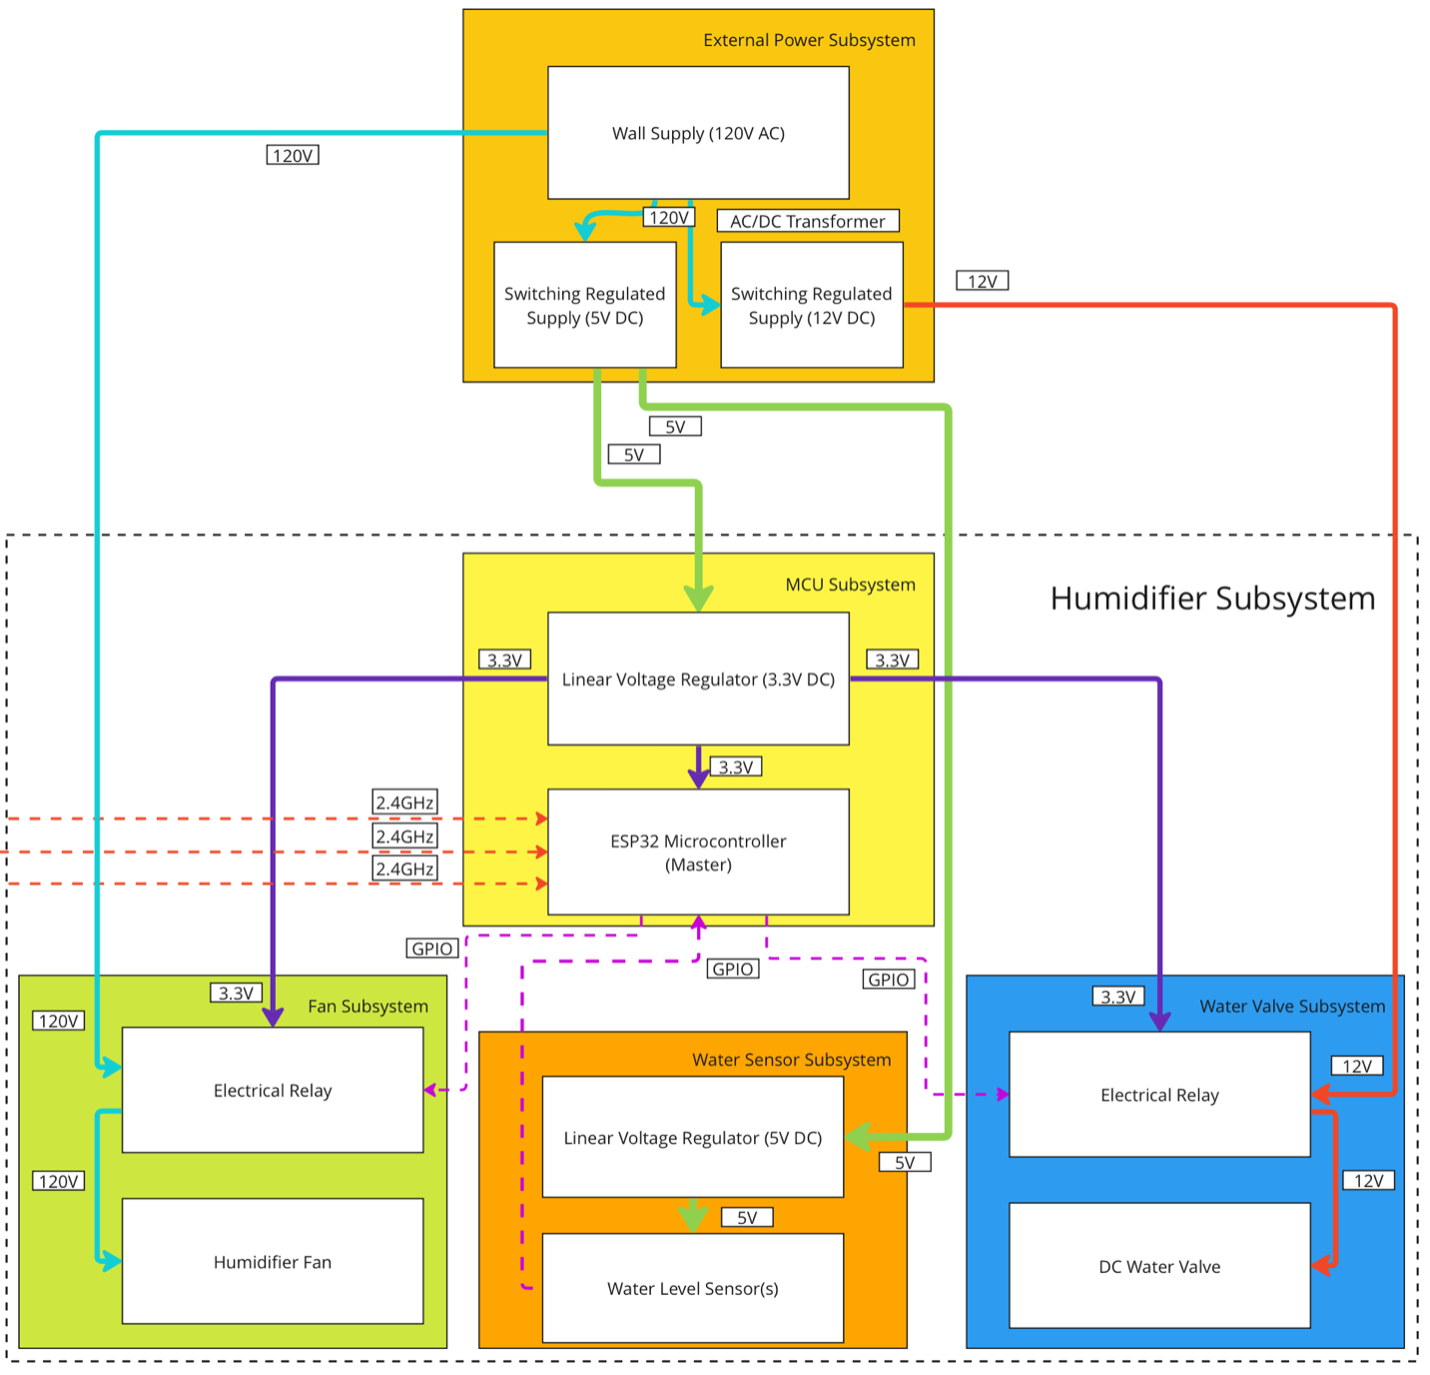 External Power Subsystem
Wall Supply (120V AC)
120V
120V
AC/DC Transformer
Switching Regulated
Supply (5V DC)
Switching Regulated
Supply (12V DC)
12V
5V
5V
Humidifier Subsystem
MCU Subsystem
3.3V
Linear Voltage Regulator (3.3V DC)
3.3V
3.3V
2.4GHz
2.4GHz
2.4GHz
ESP32 Microcontroller
(Master)
GPIO
GPIO
GPIO
3.3V
Fan Subsystem
120V
Electrical Relay
120V
Humidifier Fan
Water Sensor Subsystem
Linear Voltage Regulator (5V DC)
5V
5V
Water Level Sensor(s)
3.3V
Water Valve Subsystem
12V
Electrical Relay
12V
DC Water Valve